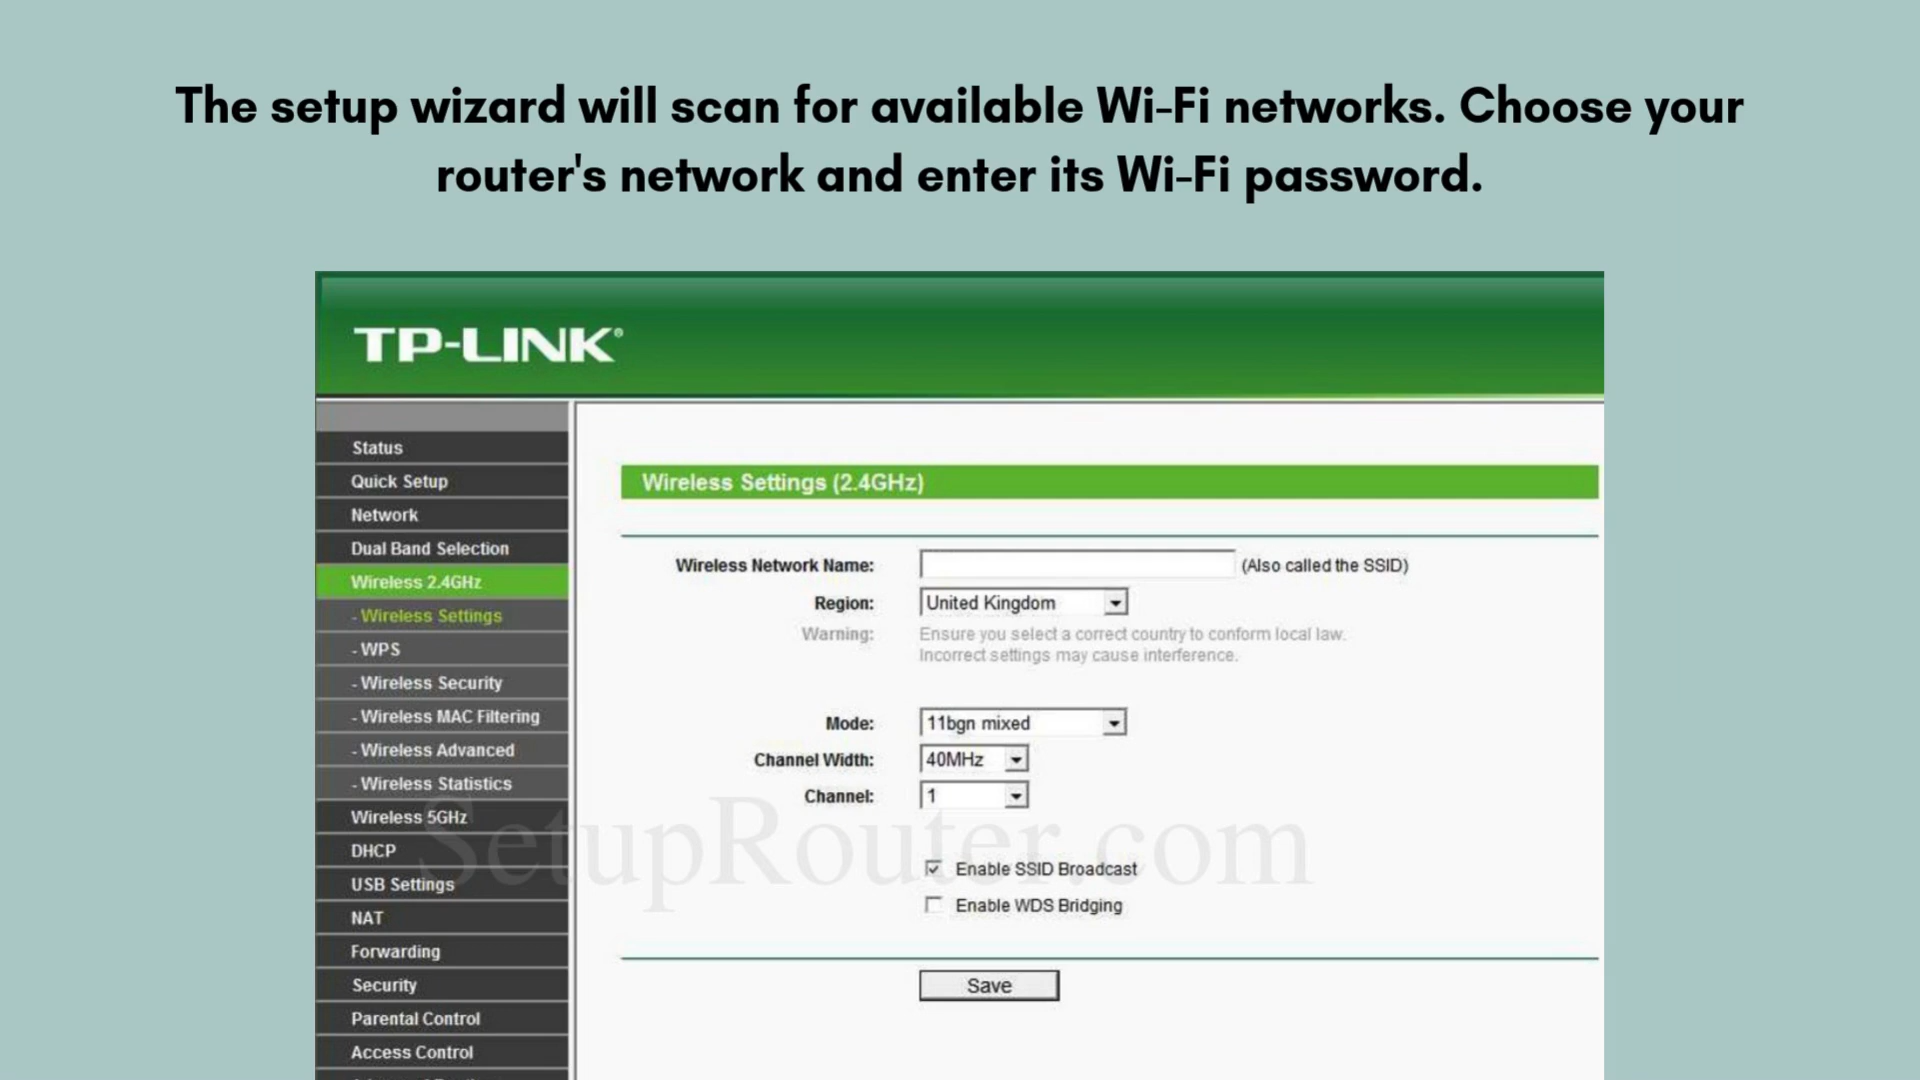 The setup wizard will scan for available Wi-Fi networks. Choose your
router's network and enter its Wi-Fi password.
TP-LINK®
Status
Quick Setup
Network
Dual Band Selection
Wireless 2.4GHz
- Wireless Settings
- WPS
- Wireless Security
- Wireless MAC Filtering
- Wireless Advanced
- Wireless Statistics
Wireless 5GHz
DHCP
USB Settings
NAT
Forwarding
Security
Parental Control
Access Control
Wireless Settings (2.4GHz)
Wireless Network Name: (Also called the SSID)
Region: United Kingdom
Warning: Ensure you select a correct country to conform local law.
Incorrect settings may cause interference.
Mode: 11bgn mixed
Channel Width: 40MHz
Channel: 1
Enable SSID Broadcast
Enable WDS Bridging
Save
SetupRouter.com